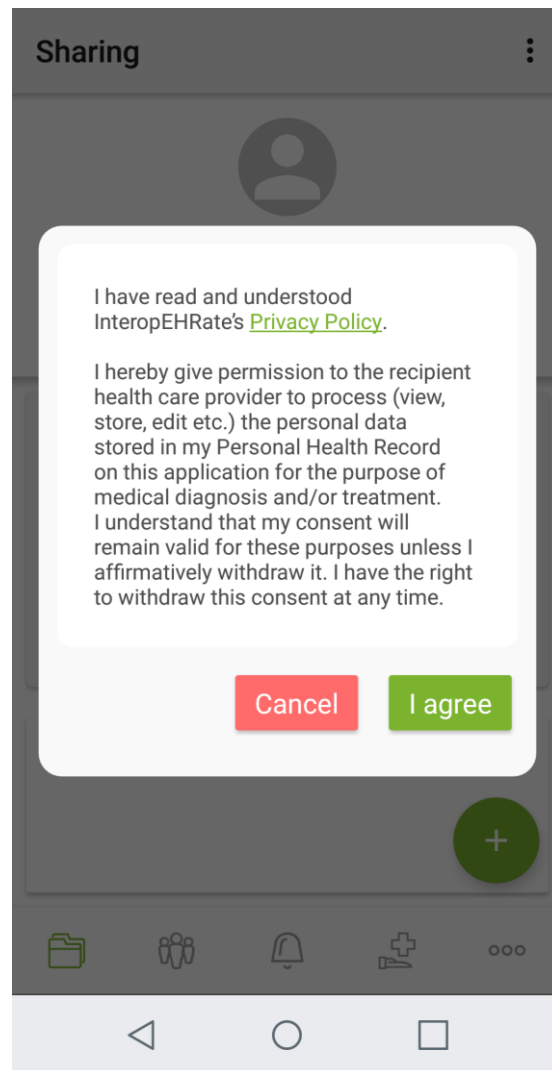 Sharing
I have read and understood
InteropEHRate's Privacy Policy.
I hereby give permission to the recipient
health care provider to process (view,
store, edit etc.) the personal data
stored in my Personal Health Record
on this application for the purpose of
medical diagnosis and/or treatment.
I understand that my consent will
remain valid for these purposes unless I
affirmatively withdraw it. I have the right
to withdraw this consent at any time.
Cancel
I agree